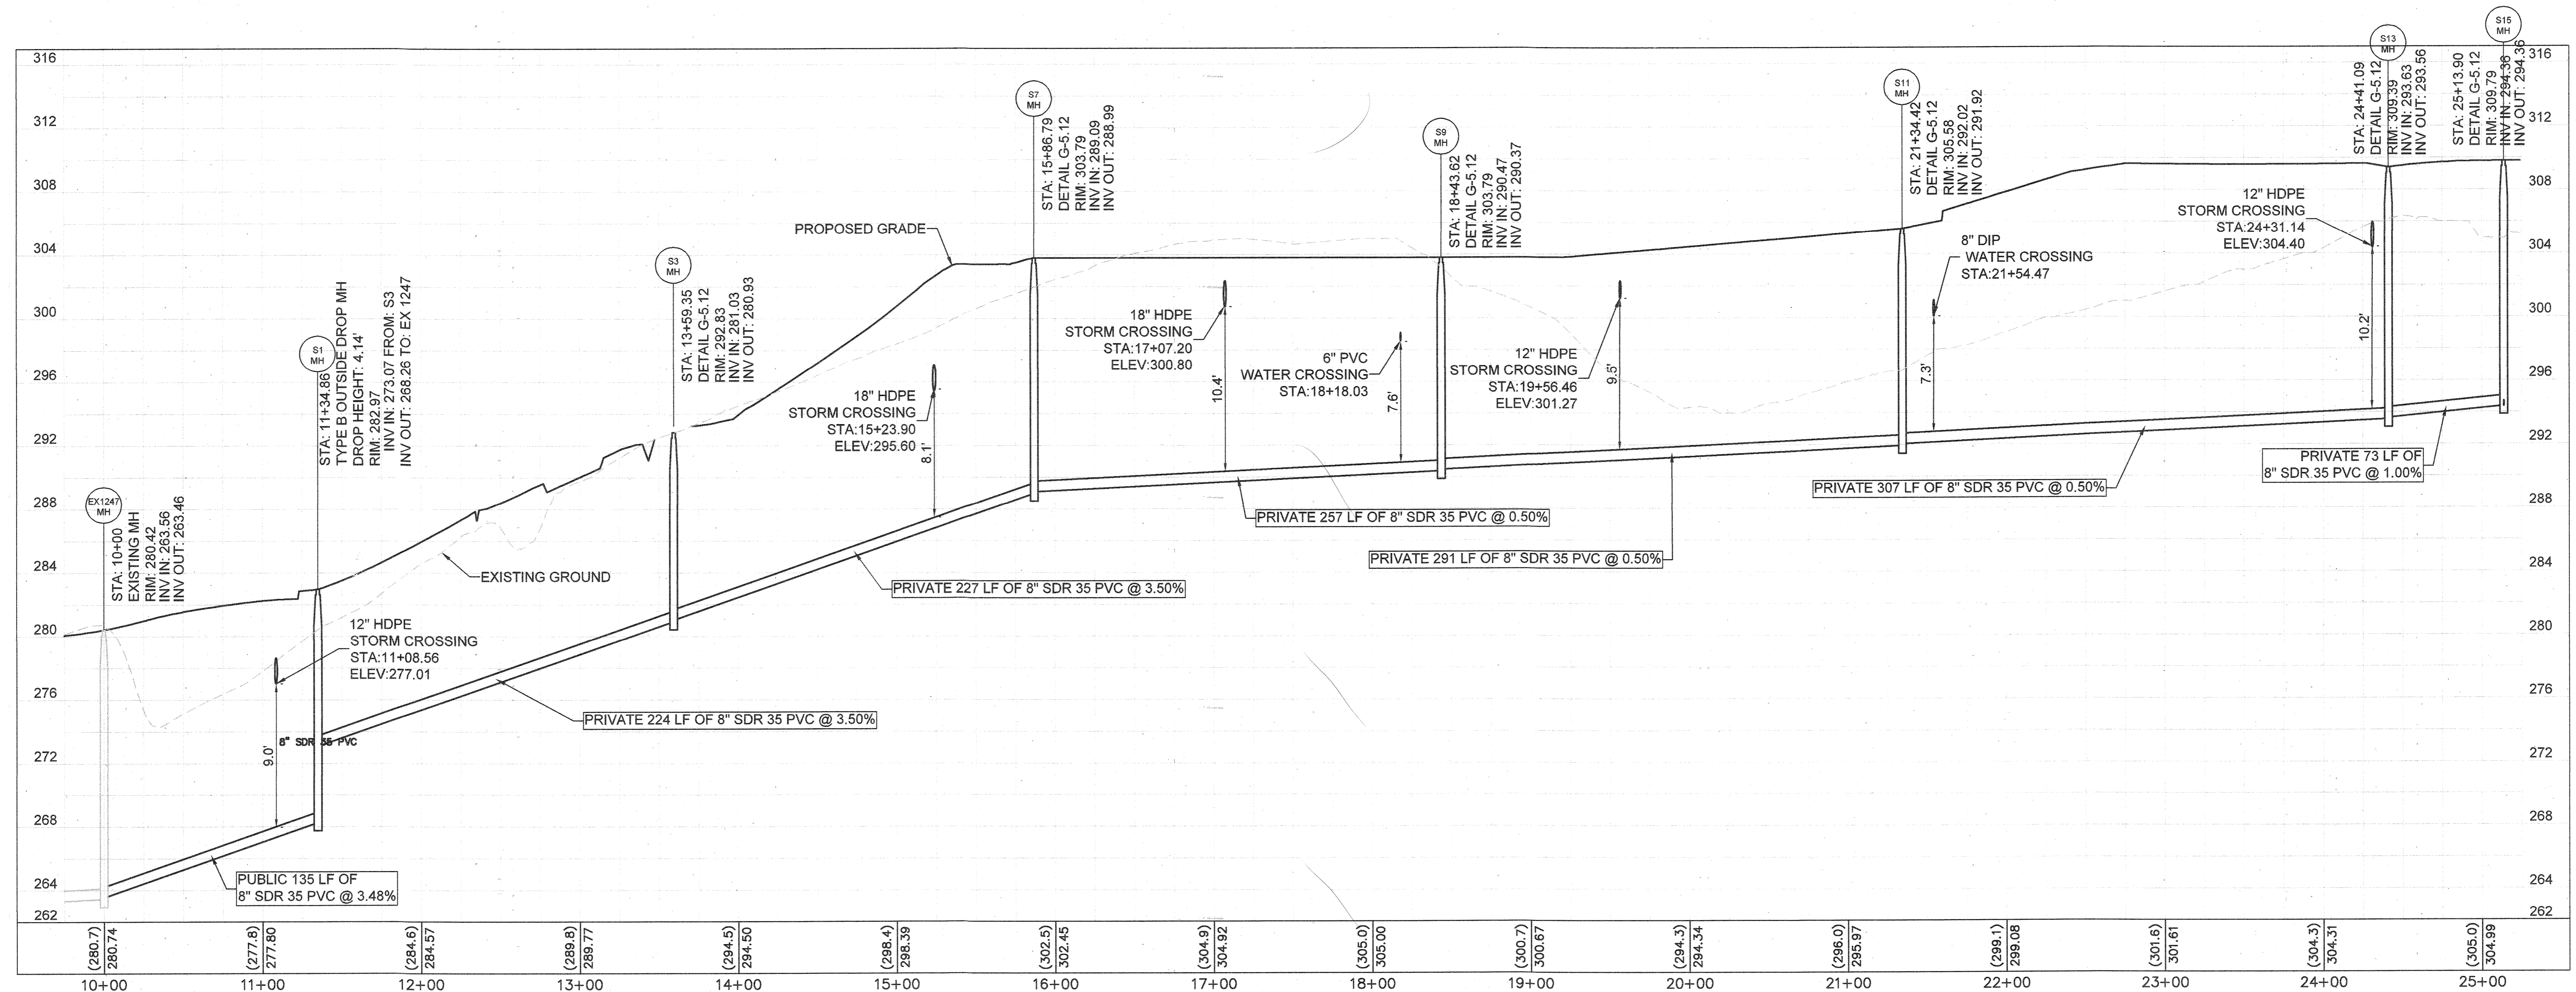 S15
MH
S13
MH
316
316
STA: 25+13.90
DETAIL G-5.12
RIM: 309.79
INV IN: 294.36
INV OUT: 294.36
STA: 24+41.09
DETAIL G-5.12
RIM: 309.39
INV IN: 293.63
INV OUT: 293.56
S7
MH
STA: 15+86.79
DETAIL G-5.12
RIM: 303.79
INV IN: 289.09
INV OUT: 288.99
S11
MH
STA: 21+34.42
DETAIL G-5.12
RIM: 305.58
INV IN: 292.02
INV OUT: 291.92
312
312
S9
MH
STA: 18+43.62
DETAIL G-5.12
RIM: 303.79
INV IN: 290.47
INV OUT: 290.37
308
308
12" HDPE
STORM CROSSING
STA:24+31.14
ELEV:304.40
10.2'
PROPOSED GRADE
304
304
8" DIP
WATER CROSSING
STA:21+54.47
7.3'
S3
MH
STA: 13+59.35
DETAIL G-5.12
RIM: 292.83
INV IN: 281.03
INV OUT: 280.93
300
300
18" HDPE
STORM CROSSING
STA:17+07.20
ELEV:300.80
10.4'
6" PVC
WATER CROSSING
STA:18+18.03
7.6'
12" HDPE
STORM CROSSING
STA:19+56.46
ELEV:301.27
9.5'
S1
MH
STA: 11+34.86
TYPE B OUTSIDE DROP MH
DROP HEIGHT: 4.14'
RIM: 282.97
INV IN: 273.07 FROM: S3
INV OUT: 268.26 TO: EX 1247
296
296
18" HDPE
STORM CROSSING
STA:15+23.90
ELEV:295.60
8.1'
292
292
PRIVATE 73 LF OF
8" SDR 35 PVC @ 1.00%
PRIVATE 307 LF OF 8" SDR 35 PVC @ 0.50%
288
288
EX1247
MH
STA: 10+00
EXISTING MH
RIM: 280.42
INV IN: 263.56
INV OUT: 263.46
PRIVATE 257 LF OF 8" SDR 35 PVC @ 0.50%
PRIVATE 291 LF OF 8" SDR 35 PVC @ 0.50%
284
284
EXISTING GROUND
PRIVATE 227 LF OF 8" SDR 35 PVC @ 3.50%
280
280
12" HDPE
STORM CROSSING
STA:11+08.56
ELEV:277.01
9.0'
276
276
PRIVATE 224 LF OF 8" SDR 35 PVC @ 3.50%
8" SDR 35 PVC
272
272
268
268
264
264
PUBLIC 135 LF OF
8" SDR 35 PVC @ 3.48%
262
262
(280.7)
280.74
(277.8)
277.80
(284.6)
284.57
(289.8)
289.77
(294.5)
294.50
(298.4)
298.39
(302.5)
302.45
(304.9)
304.92
(305.0)
305.00
(300.7)
300.67
(294.3)
294.34
(296.0)
295.97
(299.1)
299.08
(301.6)
301.61
(304.3)
304.31
(305.0)
304.99
10+00
11+00
12+00
13+00
14+00
15+00
16+00
17+00
18+00
19+00
20+00
21+00
22+00
23+00
24+00
25+00